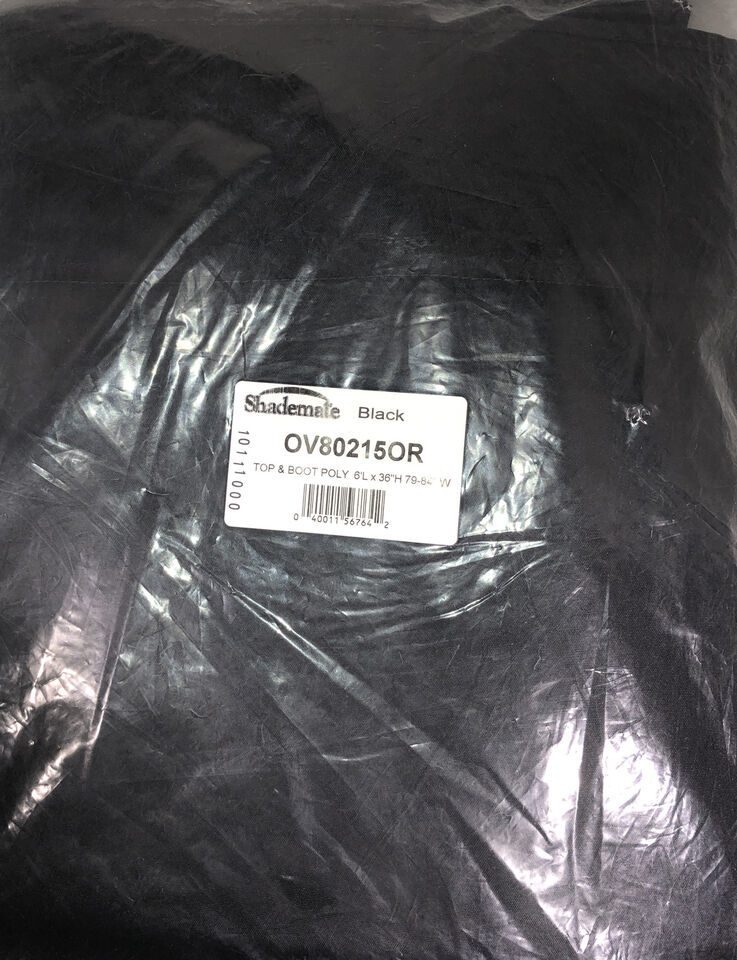 Shademate Black
OV80215OR
TOP & BOOT POLY 6'L x 36"H 79-84" W
10111000
0 40011 56764 2